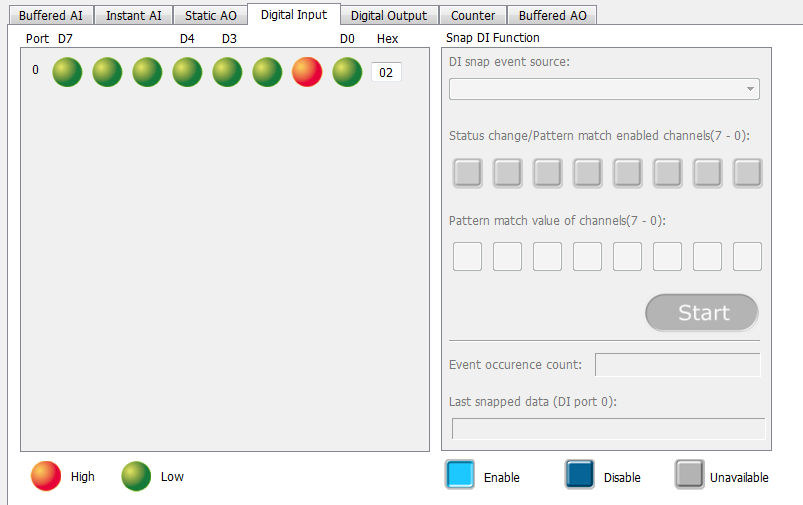 Buffered AI Instant AI Static AO Digital Input Digital Output Counter Buffered AO
Port D7 D4 D3 D0 Hex
0 02
Snap DI Function
DI snap event source:
Status change/Pattern match enabled channels(7 - 0):
Pattern match value of channels(7 - 0):
Start
Event occurence count:
Last snapped data (DI port 0):
High Low
Enable Disable Unavailable